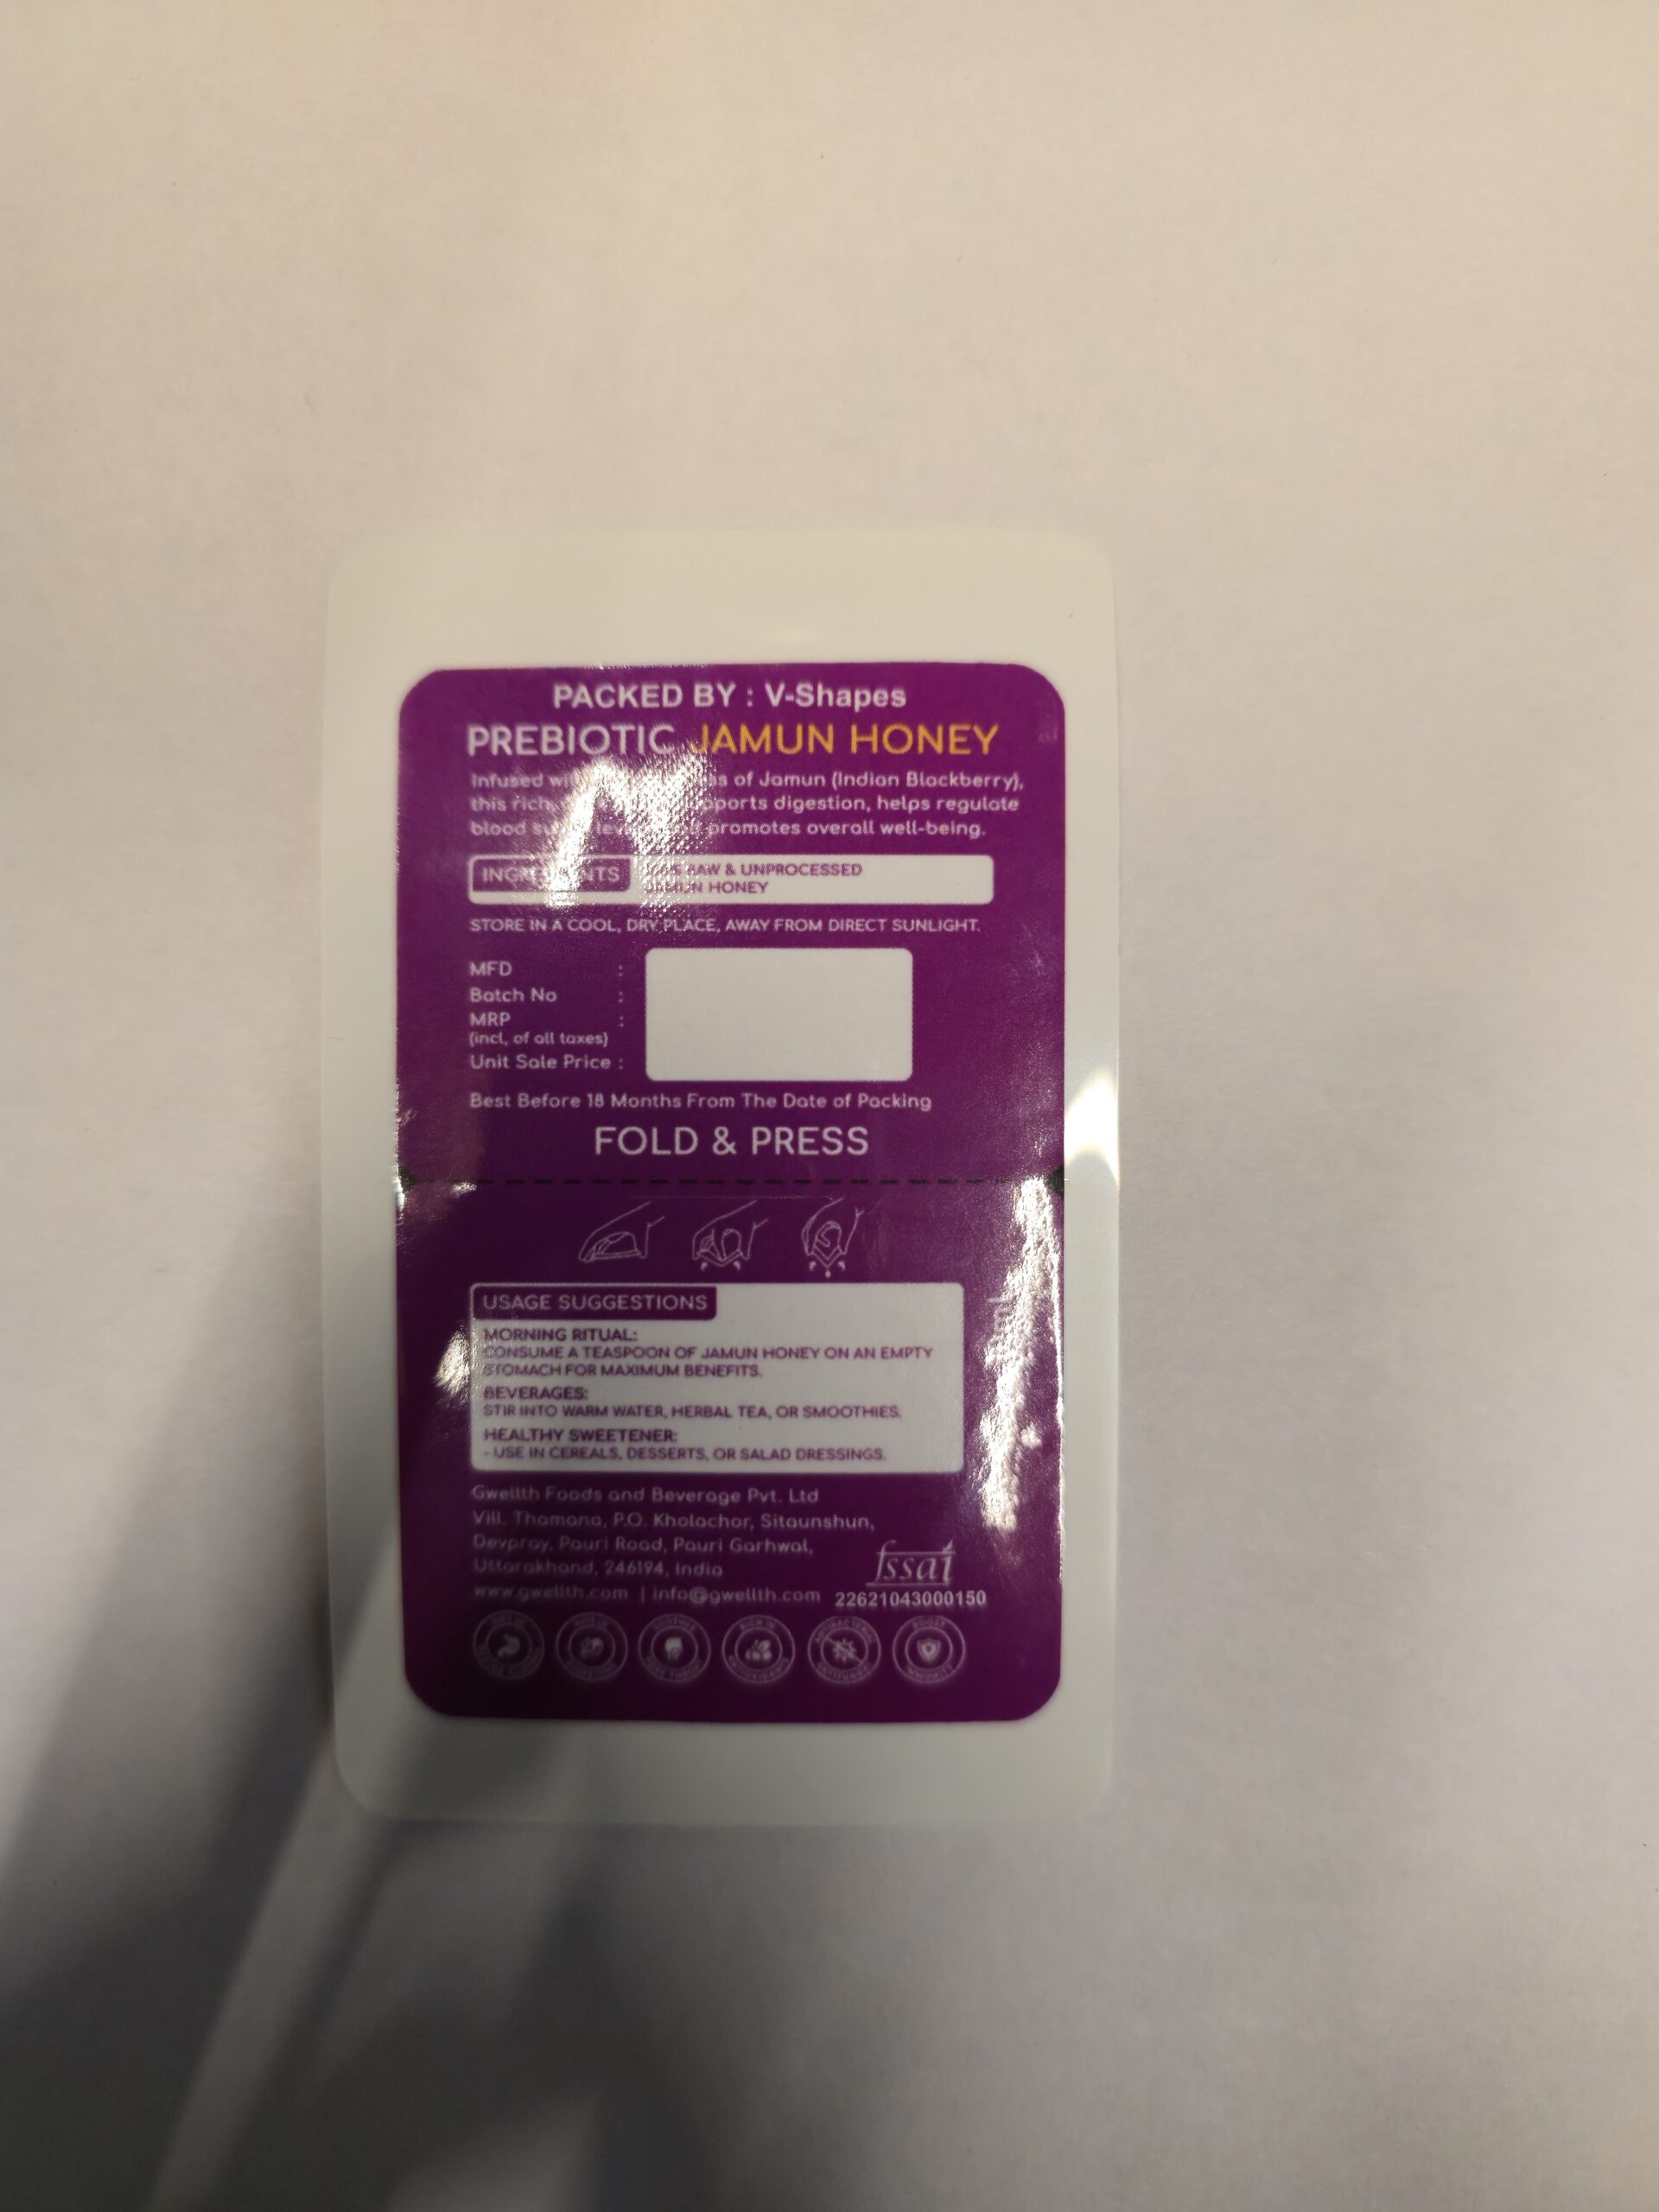 PACKED BY : V-Shapes
PREBIOTIC JAMUN HONEY
Infused of Jamun (Indian Blackberry),
this rich, digestion, helps regulate
blood promotes overall well-being.
INGREDIENTS
RAW & UNPROCESSED
JAMUN HONEY
STORE IN A COOL, DRY PLACE, AWAY FROM DIRECT SUNLIGHT.
MFD :
Batch No :
MRP :
(incl, of all taxes)
Unit Sale Price :
Best Before 18 Months From The Date of Packing
FOLD & PRESS
USAGE SUGGESTIONS
MORNING RITUAL:
CONSUME A TEASPOON OF JAMUN HONEY ON AN EMPTY
STOMACH FOR MAXIMUM BENEFITS.
BEVERAGES:
STIR INTO WARM WATER, HERBAL TEA, OR SMOOTHIES.
HEALTHY SWEETENER:
- USE IN CEREALS, DESSERTS, OR SALAD DRESSINGS.
Gwellth Foods and Beverage Pvt. Ltd
Vill. Thamana, P.O. Kholachor, Sitaunshun,
Devpray, Pauri Road, Pauri Garhwal,
Uttarakhand, 246194, India
www.gwellth.com | info@gwellth.com
fssai
22621043000150